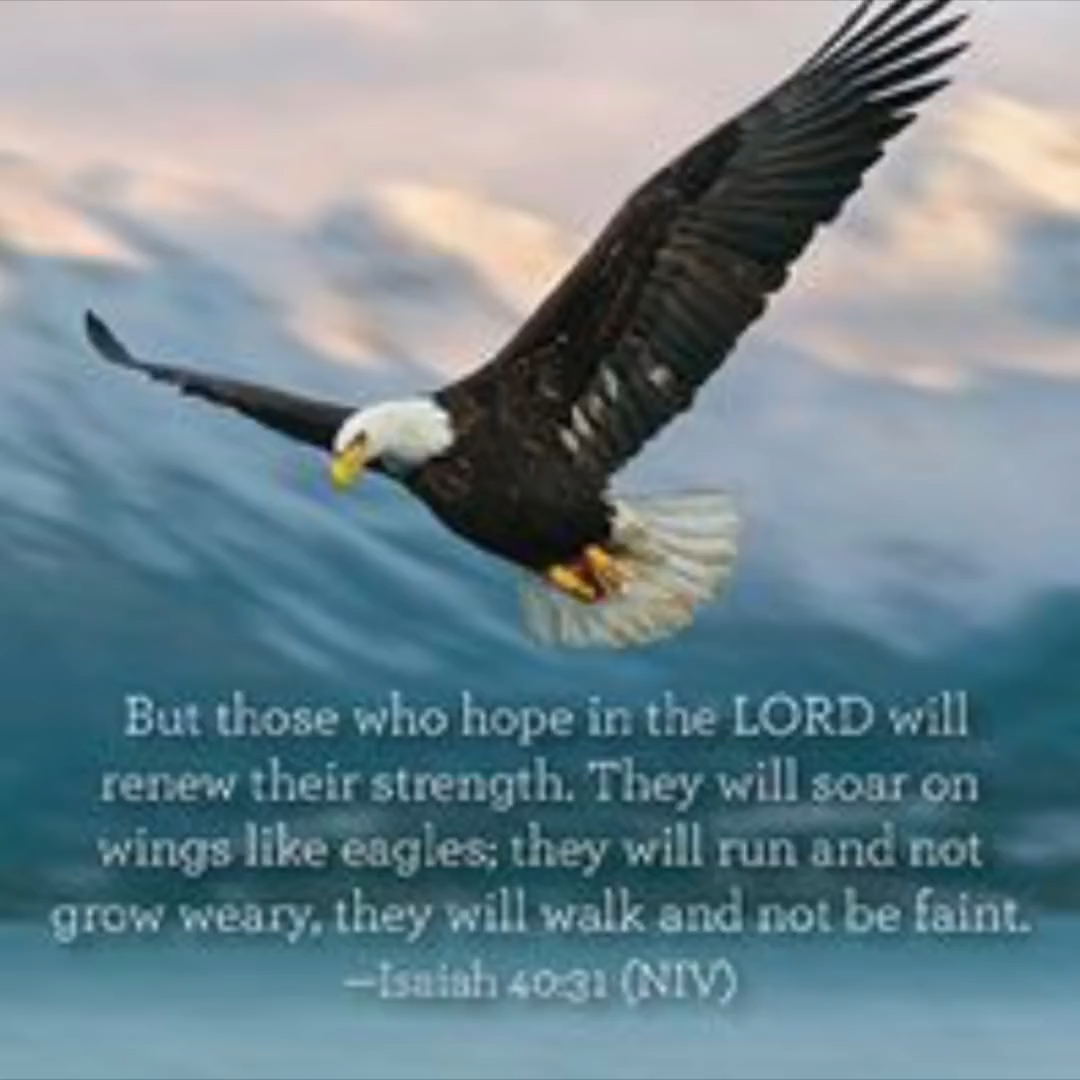 But those who hope in the LORD will
renew their strength. They will soar on
wings like eagles; they will run and not
grow weary, they will walk and not be faint.
—Isaiah 40:31 (NIV)